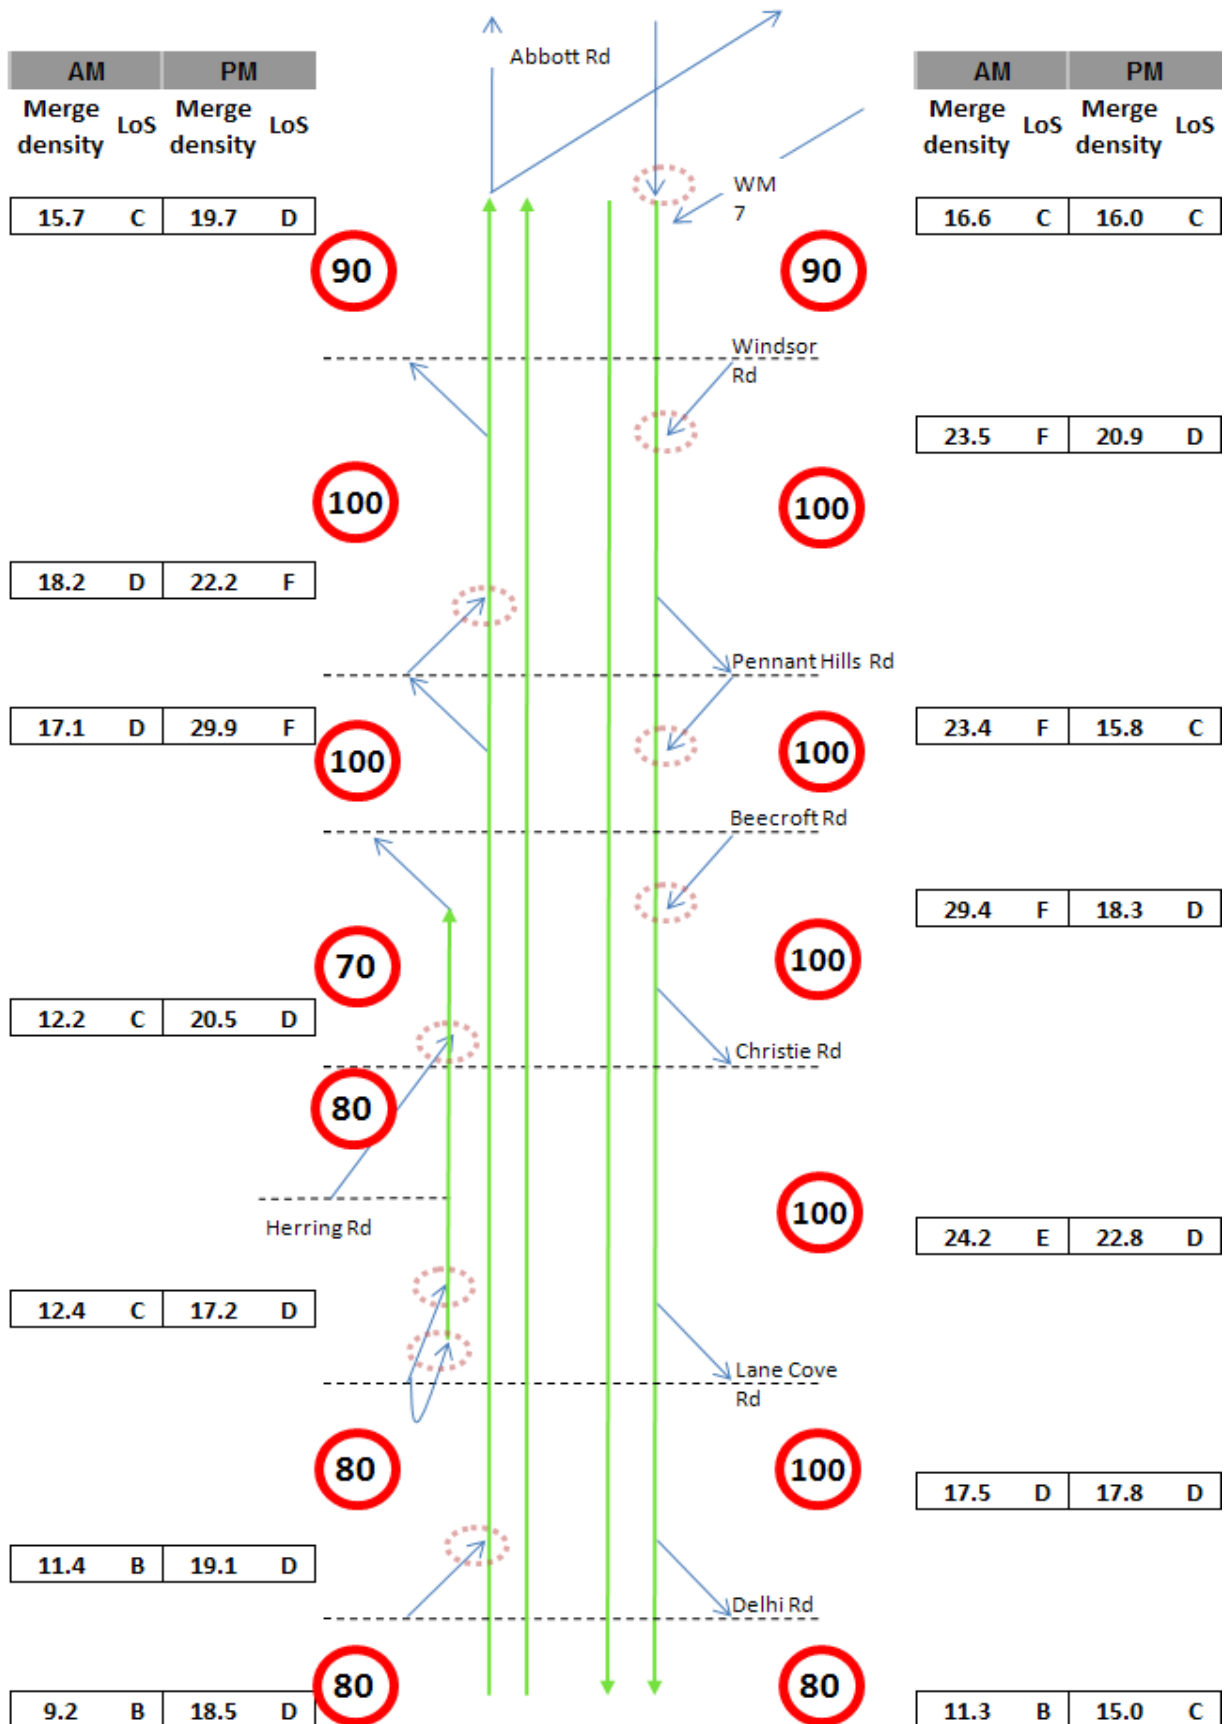 Abbott Rd
AM PM AM PM
Merge density LoS Merge density LoS Merge density LoS Merge density LoS
WM
7
15.7 C 19.7 D 16.6 C 16.0 C
90 90
Windsor
Rd
23.5 F 20.9 D
100 100
18.2 D 22.2 F
Pennant Hills Rd
17.1 D 29.9 F 23.4 F 15.8 C
100 100
Beecroft Rd
29.4 F 18.3 D
70 100
12.2 C 20.5 D
Christie Rd
80
Herring Rd
100
24.2 E 22.8 D
12.4 C 17.2 D
Lane Cove
Rd
80 100
17.5 D 17.8 D
11.4 B 19.1 D
Delhi Rd
80 80
9.2 B 18.5 D 11.3 B 15.0 C